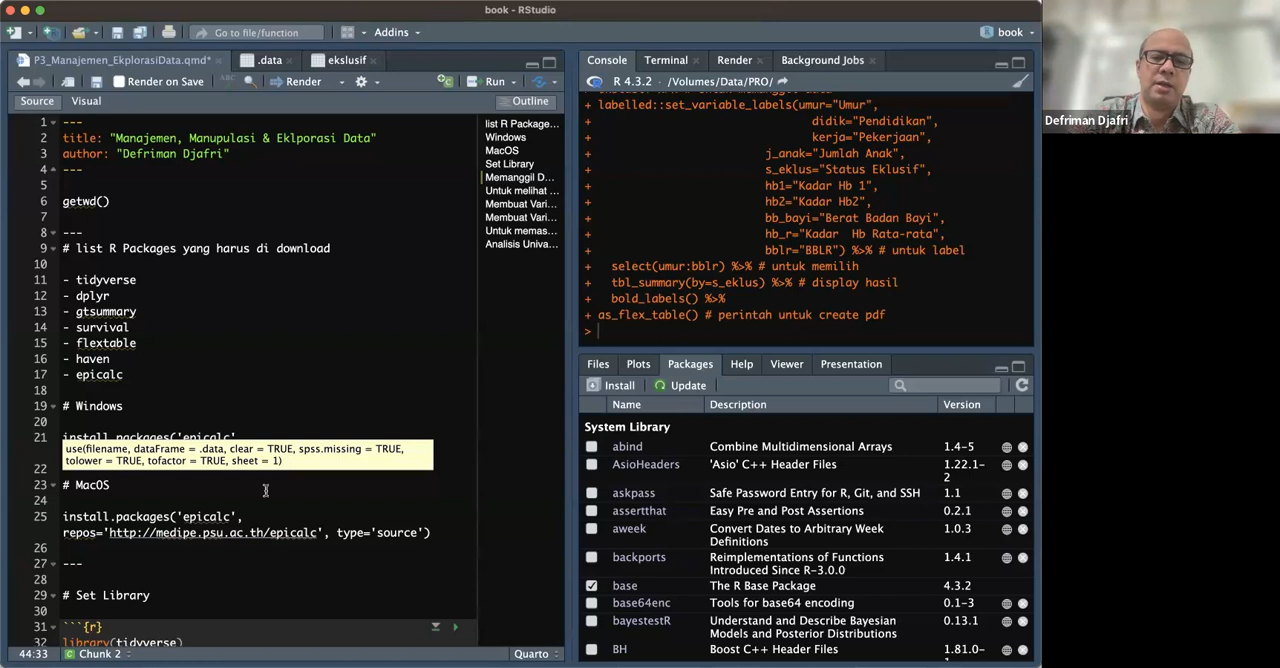 book - RStudio
Go to file/function
Addins
book
P3_Manajemen_EkplorasiData.qmd*
.data
ekslusif
Render on Save
ABC
Render
Run
Source
Visual
Outline
1 ---
2 title: "Manajemen, Manupulasi & Eklporasi Data"
3 author: "Defriman Djafri"
4 ---
5
6 getwd()
7
8 ---
9 # list R Packages yang harus di download
10
11 - tidyverse
12 - dplyr
13 - gtsummary
14 - survival
15 - flextable
16 - haven
17 - epicalc
18
19 # Windows
20
21 install.packages('epicalc',
use(filename, dataFrame = .data, clear = TRUE, spss.missing = TRUE,
tolower = TRUE, tofactor = TRUE, sheet = 1)
22
23 # MacOS
24
25 install.packages('epicalc',
repos='http://medipe.psu.ac.th/epicalc', type='source')
26
27 ---
28
29 # Set Library
30
31 ```{r}
32 library(tidyverse)
44:33
Chunk 2
Quarto
list R Package...
Windows
MacOS
Set Library
Memanggil D...
Untuk melihat ...
Membuat Vari...
Membuat Vari...
Untuk memas...
Analisis Univa...
Console
Terminal
Render
Background Jobs
R 4.3.2 · /Volumes/Data/PRO/
+ labelled::set_variable_labels(umur="Umur",
+ didik="Pendidikan",
+ kerja="Pekerjaan",
+ j_anak="Jumlah Anak",
+ s_eklus="Status Eklusif",
+ hb1="Kadar Hb 1",
+ hb2="Kadar Hb2",
+ bb_bayi="Berat Badan Bayi",
+ hb_r="Kadar  Hb Rata-rata",
+ bblr="BBLR") %>% # untuk label
+ select(umur:bblr) %>% # untuk memilih
+ tbl_summary(by=s_eklus) %>% # display hasil
+ bold_labels() %>%
+ as_flex_table() # perintah untuk create pdf
>
Files
Plots
Packages
Help
Viewer
Presentation
Install
Update
Name
Description
Version
System Library
abind Combine Multidimensional Arrays 1.4-5
AsioHeaders 'Asio' C++ Header Files 1.22.1-
2
askpass Safe Password Entry for R, Git, and SSH 1.1
assertthat Easy Pre and Post Assertions 0.2.1
aweek Convert Dates to Arbitrary Week 1.0.3
Definitions
backports Reimplementations of Functions 1.4.1
Introduced Since R-3.0.0
base The R Base Package 4.3.2
base64enc Tools for base64 encoding 0.1-3
bayestestR Understand and Describe Bayesian 0.13.1
Models and Posterior Distributions
BH Boost C++ Header Files 1.81.0-
Defriman Djafri